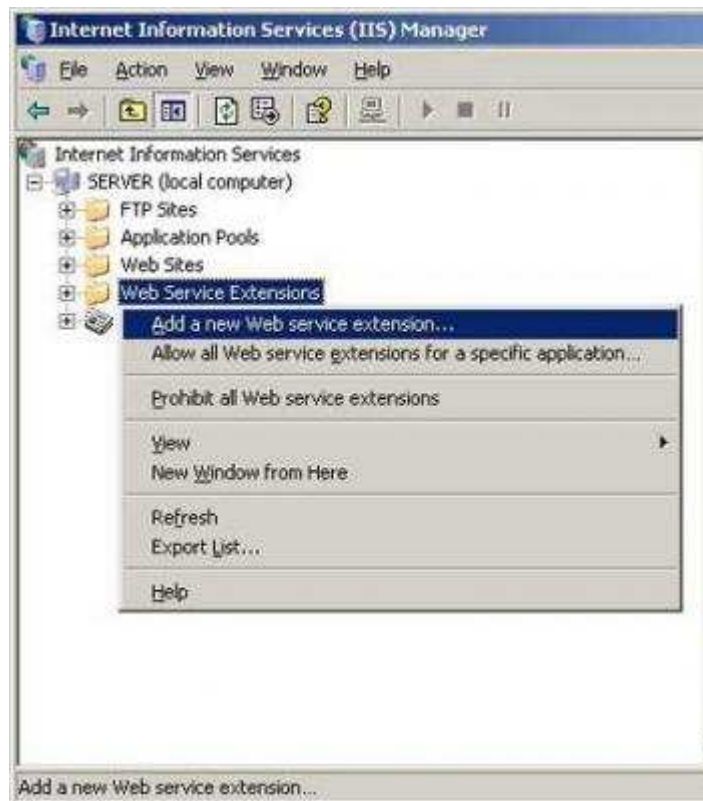 Internet Information Services (IIS) Manager
File Action View Window Help
Internet Information Services
SERVER (local computer)
FTP Sites
Application Pools
Web Sites
Web Service Extensions
Add a new Web service extension...
Allow all Web service extensions for a specific application...
Prohibit all Web service extensions
View
New Window from Here
Refresh
Export List...
Help
Add a new Web service extension...